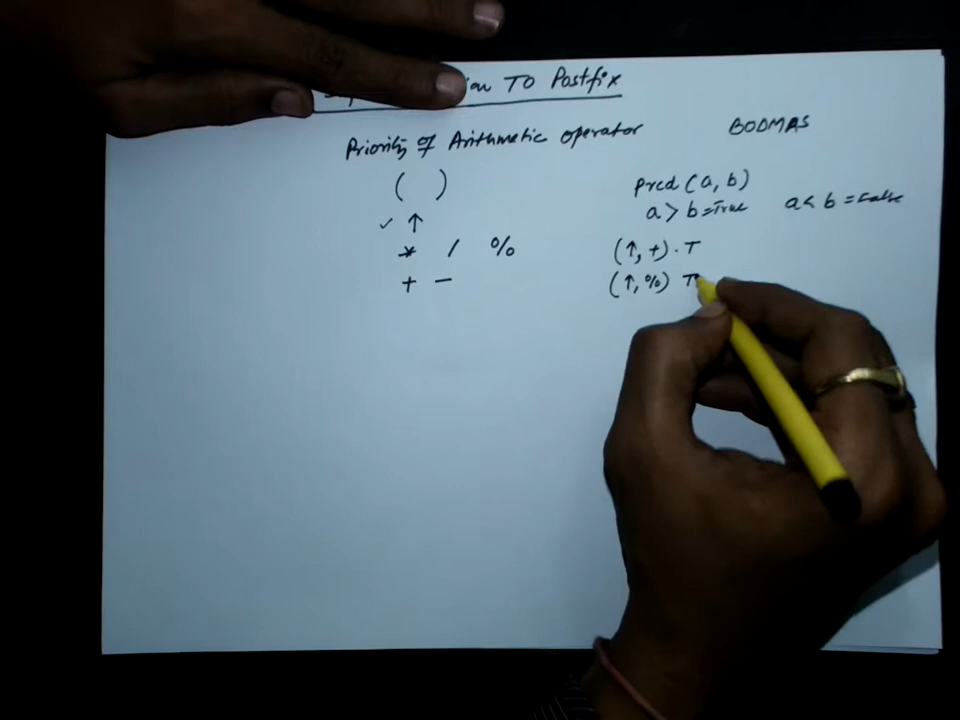 TO Postfix
Priority of Arithmetic operator
BODMAS
( )
✓ ↑
* / %
+ -
Pred (a, b)
a > b = True a < b = False
(↑, +) . T
(↑, %) T